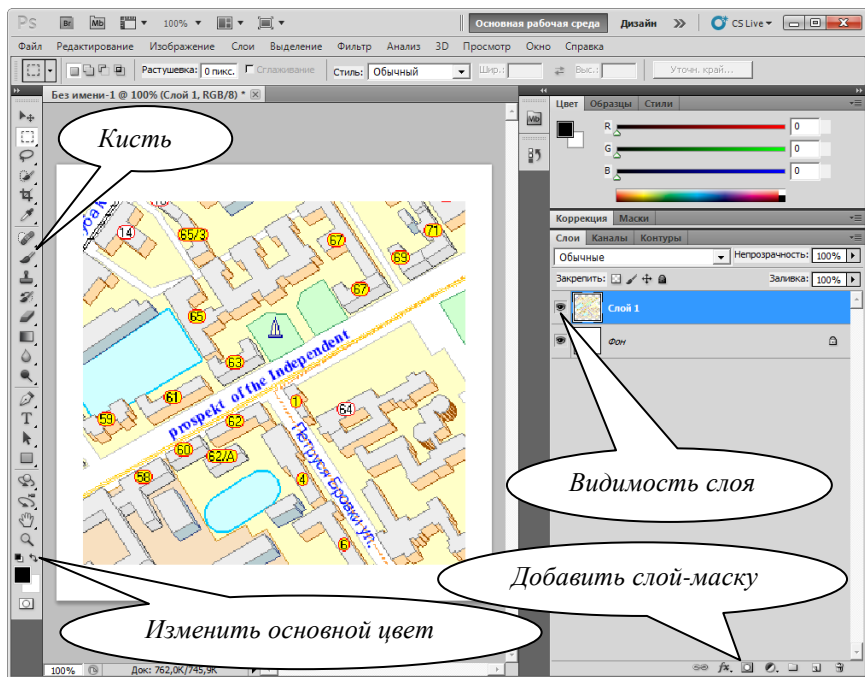 Ps Br Mb 100% Основная рабочая среда Дизайн CS Live
Файл Редактирование Изображение Слои Выделение Фильтр Анализ 3D Просмотр Окно Справка
Растушевка: 0 пикс. Сглаживание Стиль: Обычный Шир.: Выс.: Уточн. край...
Без имени-1 @ 100% (Слой 1, RGB/8) *
Кисть
14
65/3
67
71
69
67
65
63
61
59
prospekt of the Independent
1
64
62
60
62/А
58
4
6
Петруся Бровки ул.
Изменить основной цвет
100% Док: 762,0K/745,9K
Mb
Цвет Образцы Стили
R 0
G 0
B 0
Коррекция Маски
Слои Каналы Контуры
Обычные Непрозрачность: 100%
Закрепить: Заливка: 100%
Слой 1
Фон
Видимость слоя
Добавить слой-маску
fx